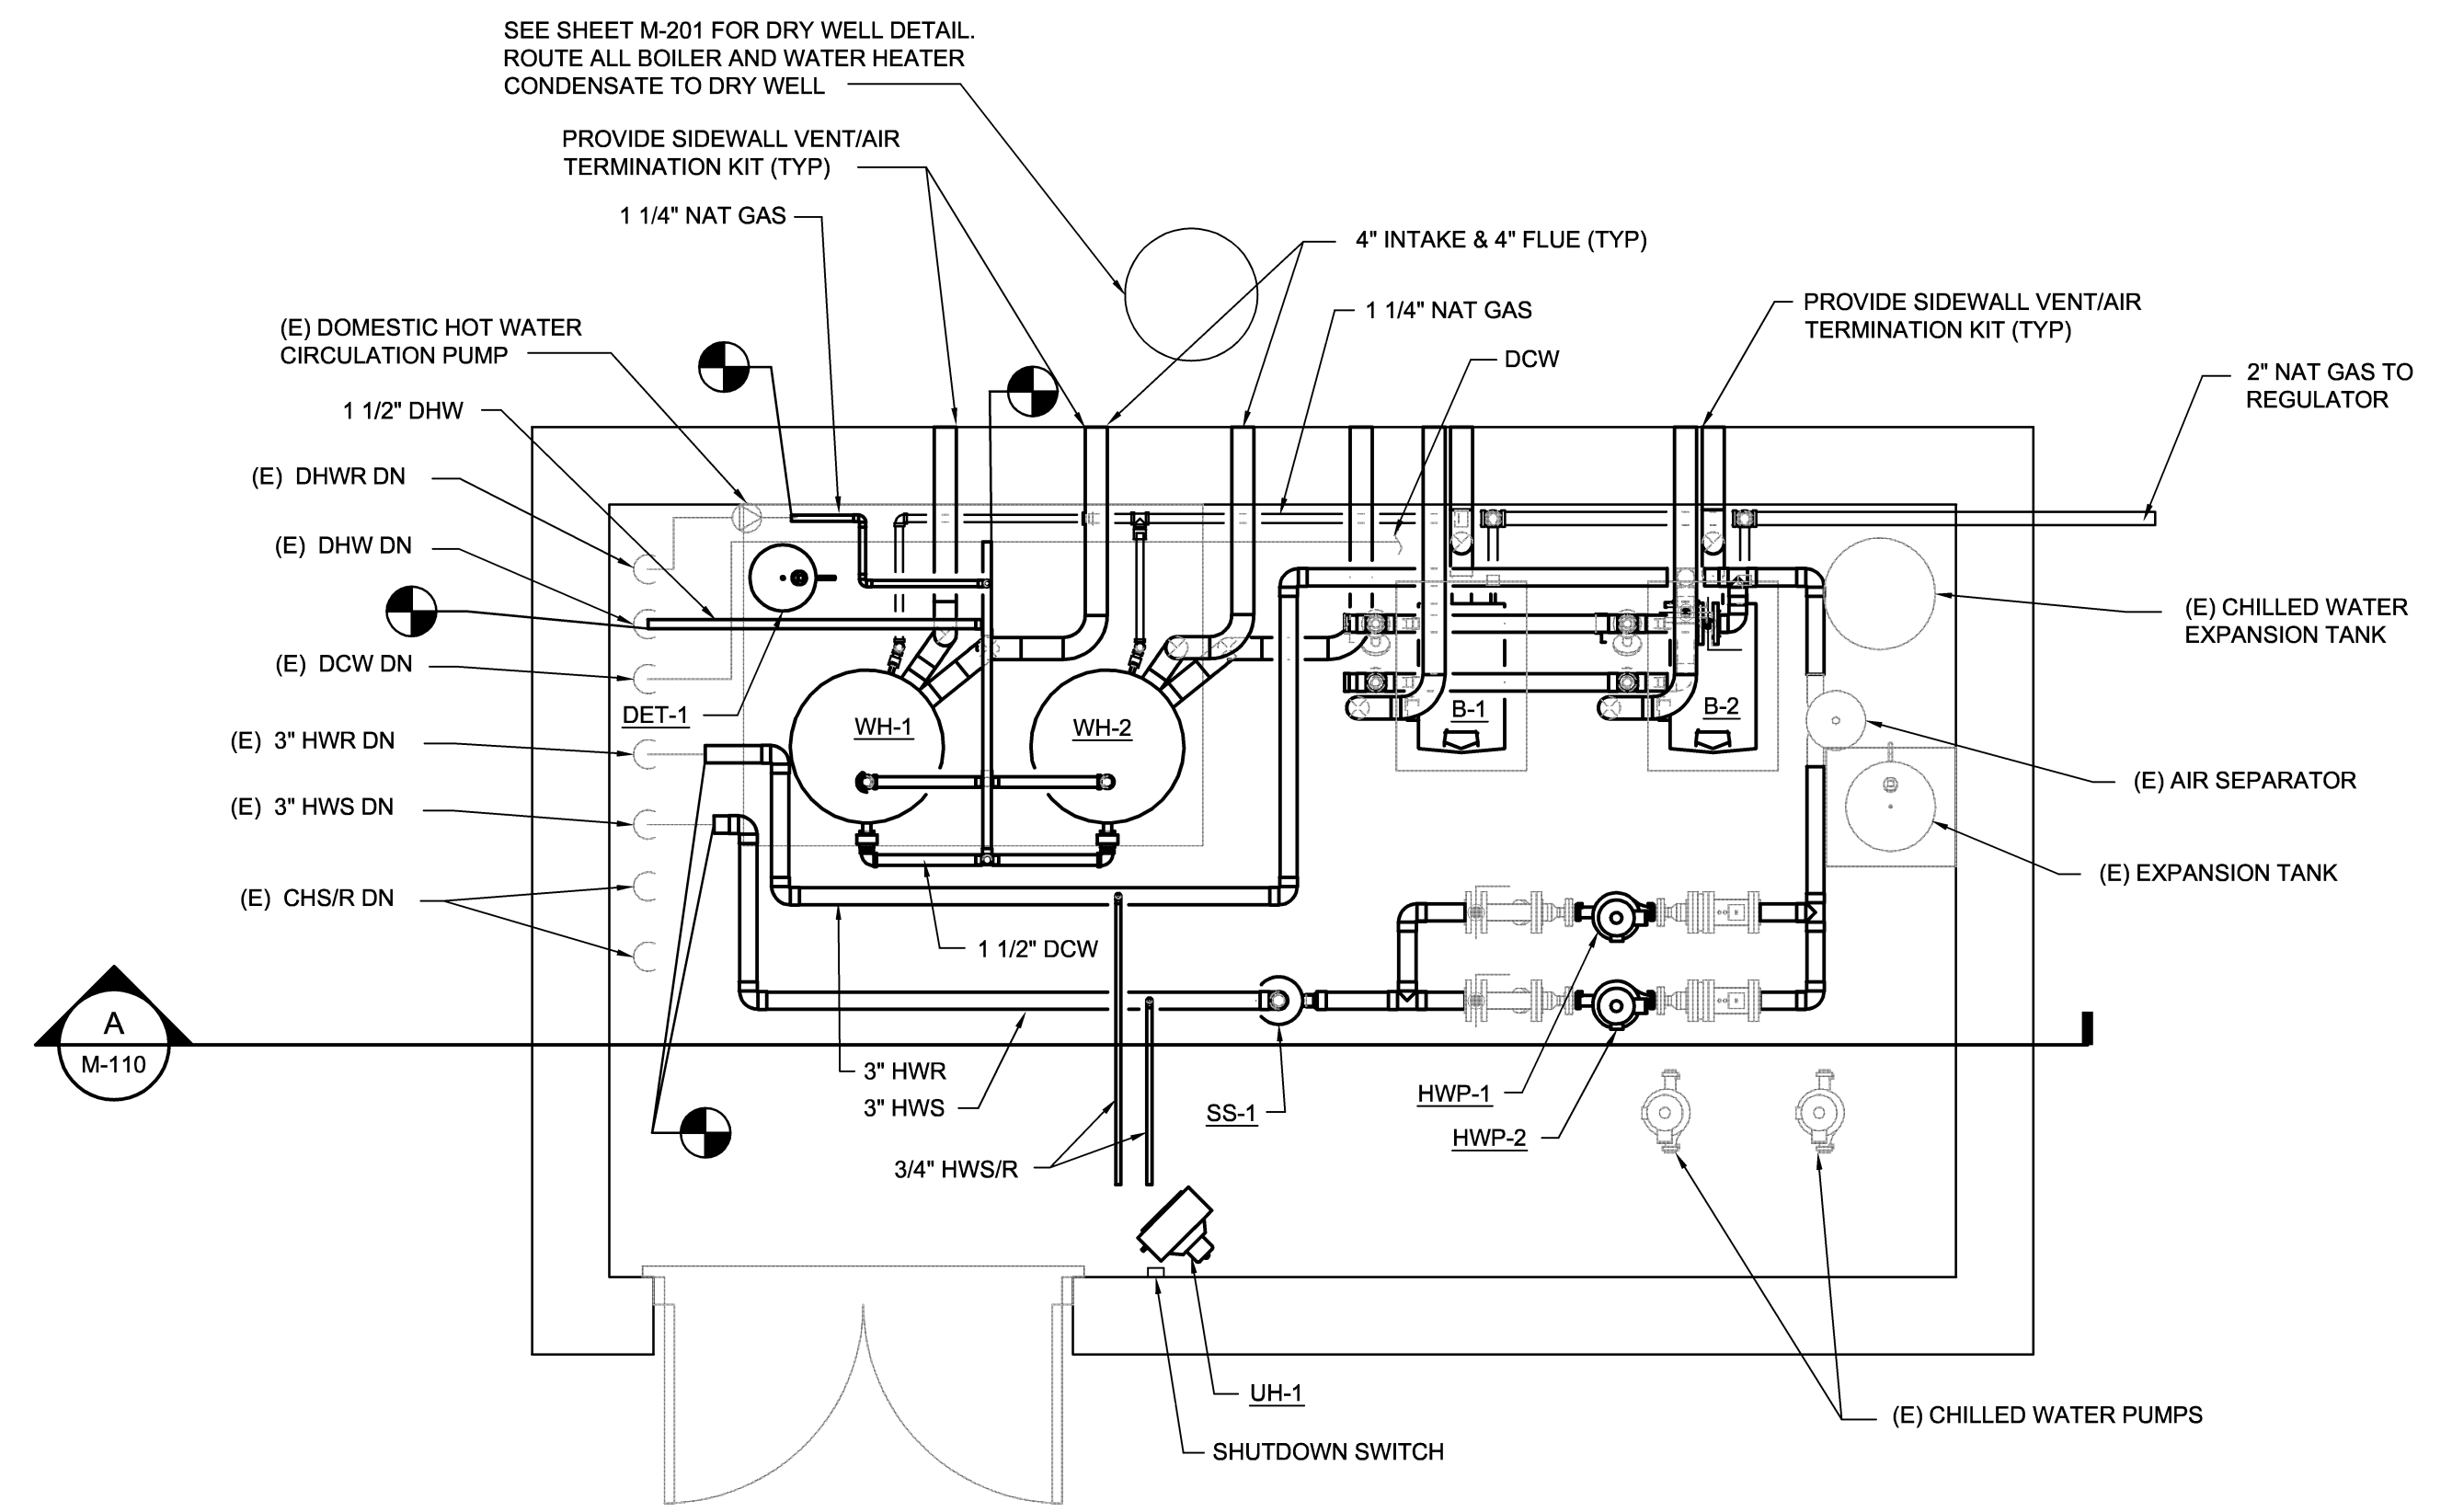 SEE SHEET M-201 FOR DRY WELL DETAIL.
ROUTE ALL BOILER AND WATER HEATER
CONDENSATE TO DRY WELL
PROVIDE SIDEWALL VENT/AIR
TERMINATION KIT (TYP)
1 1/4" NAT GAS
4" INTAKE & 4" FLUE (TYP)
1 1/4" NAT GAS
PROVIDE SIDEWALL VENT/AIR
TERMINATION KIT (TYP)
(E) DOMESTIC HOT WATER
CIRCULATION PUMP
DCW
2" NAT GAS TO
REGULATOR
1 1/2" DHW
(E) DHWR DN
(E) DHW DN
(E) CHILLED WATER
EXPANSION TANK
(E) DCW DN
DET-1
WH-1
WH-2
B-1
B-2
(E) 3" HWR DN
(E) AIR SEPARATOR
(E) 3" HWS DN
(E) EXPANSION TANK
(E) CHS/R DN
1 1/2" DCW
A
M-110
3" HWR
3" HWS
SS-1
HWP-1
HWP-2
3/4" HWS/R
UH-1
(E) CHILLED WATER PUMPS
SHUTDOWN SWITCH